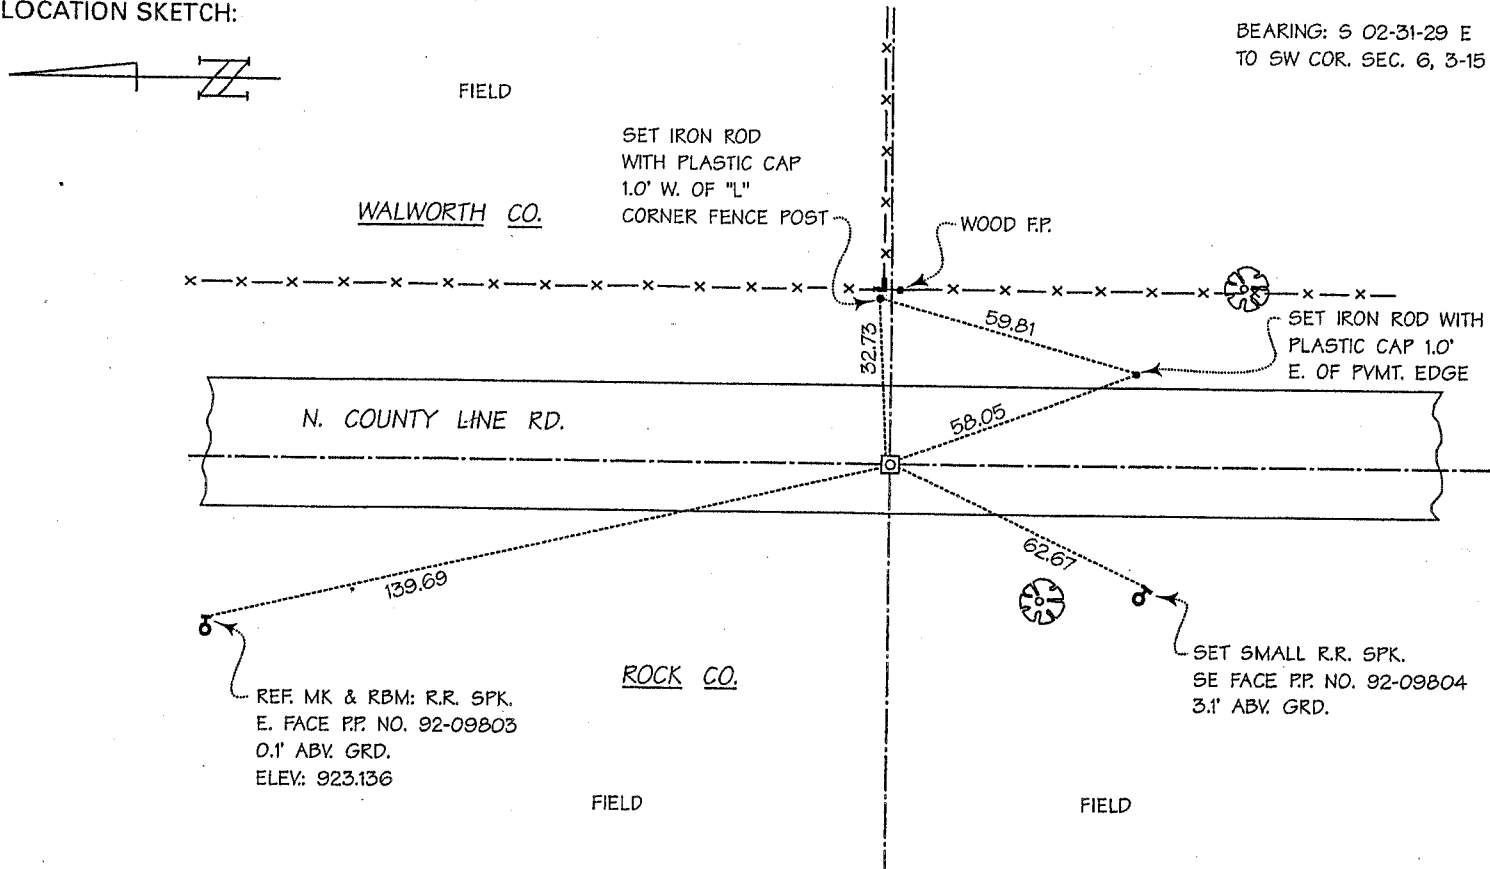 LOCATION SKETCH:
BEARING: S 02-31-29 E
TO SW COR. SEC. 6, 3-15
FIELD
SET IRON ROD
WITH PLASTIC CAP
1.0' W. OF "L"
CORNER FENCE POST
WALWORTH CO.
WOOD F.P.
59.81
32.73
SET IRON ROD WITH
PLASTIC CAP 1.0'
E. OF PVMT. EDGE
N. COUNTY LINE RD.
58.05
62.67
139.69
ROCK CO.
SET SMALL R.R. SPK.
SE FACE P.P. NO. 92-09804
3.1' ABV. GRD.
REF. MK & RBM: R.R. SPK.
E. FACE P.P. NO. 92-09803
0.1' ABV. GRD.
ELEV.: 923.136
FIELD
FIELD